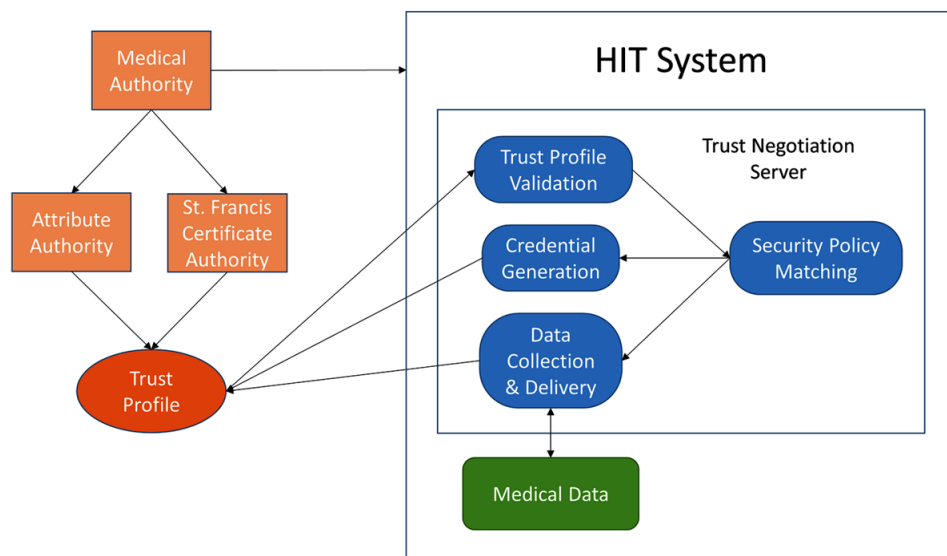 HIT System
Medical
Authority
Trust Negotiation
Server
Trust Profile
Validation
Attribute
Authority
St. Francis
Certificate
Authority
Credential
Generation
Security Policy
Matching
Data
Collection
& Delivery
Trust
Profile
Medical Data